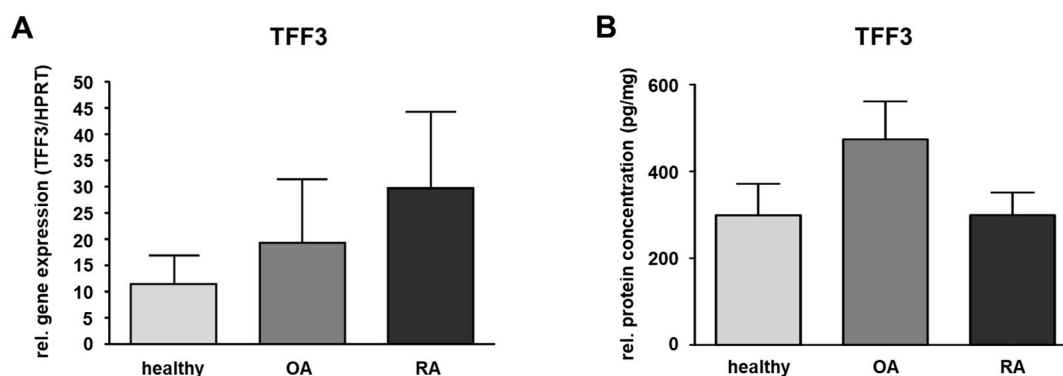 A
TFF3
rel. gene expression (TFF3/HPRT)
50
45
40
35
30
25
20
15
10
5
0
healthy OA RA
B
TFF3
rel. protein concentration (pg/mg)
600
400
200
0
healthy OA RA